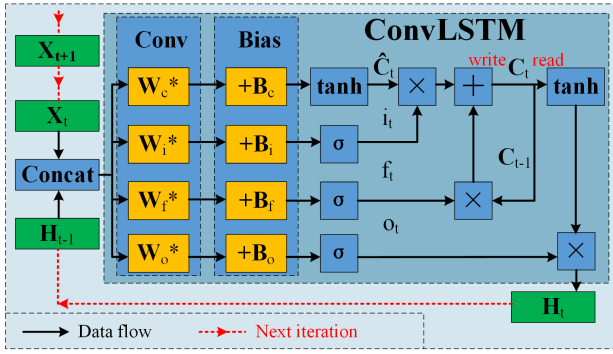 ConvLSTM
Conv
Bias
X_{t+1}
X_t
Concat
H_{t-1}
W_c*
+B_c
tanh
Ĉ_t
×
write
+
C_t
read
tanh
W_i*
+B_i
σ
i_t
W_f*
+B_f
σ
f_t
×
C_{t-1}
W_o*
+B_o
σ
o_t
×
H_t
Data flow
Next iteration